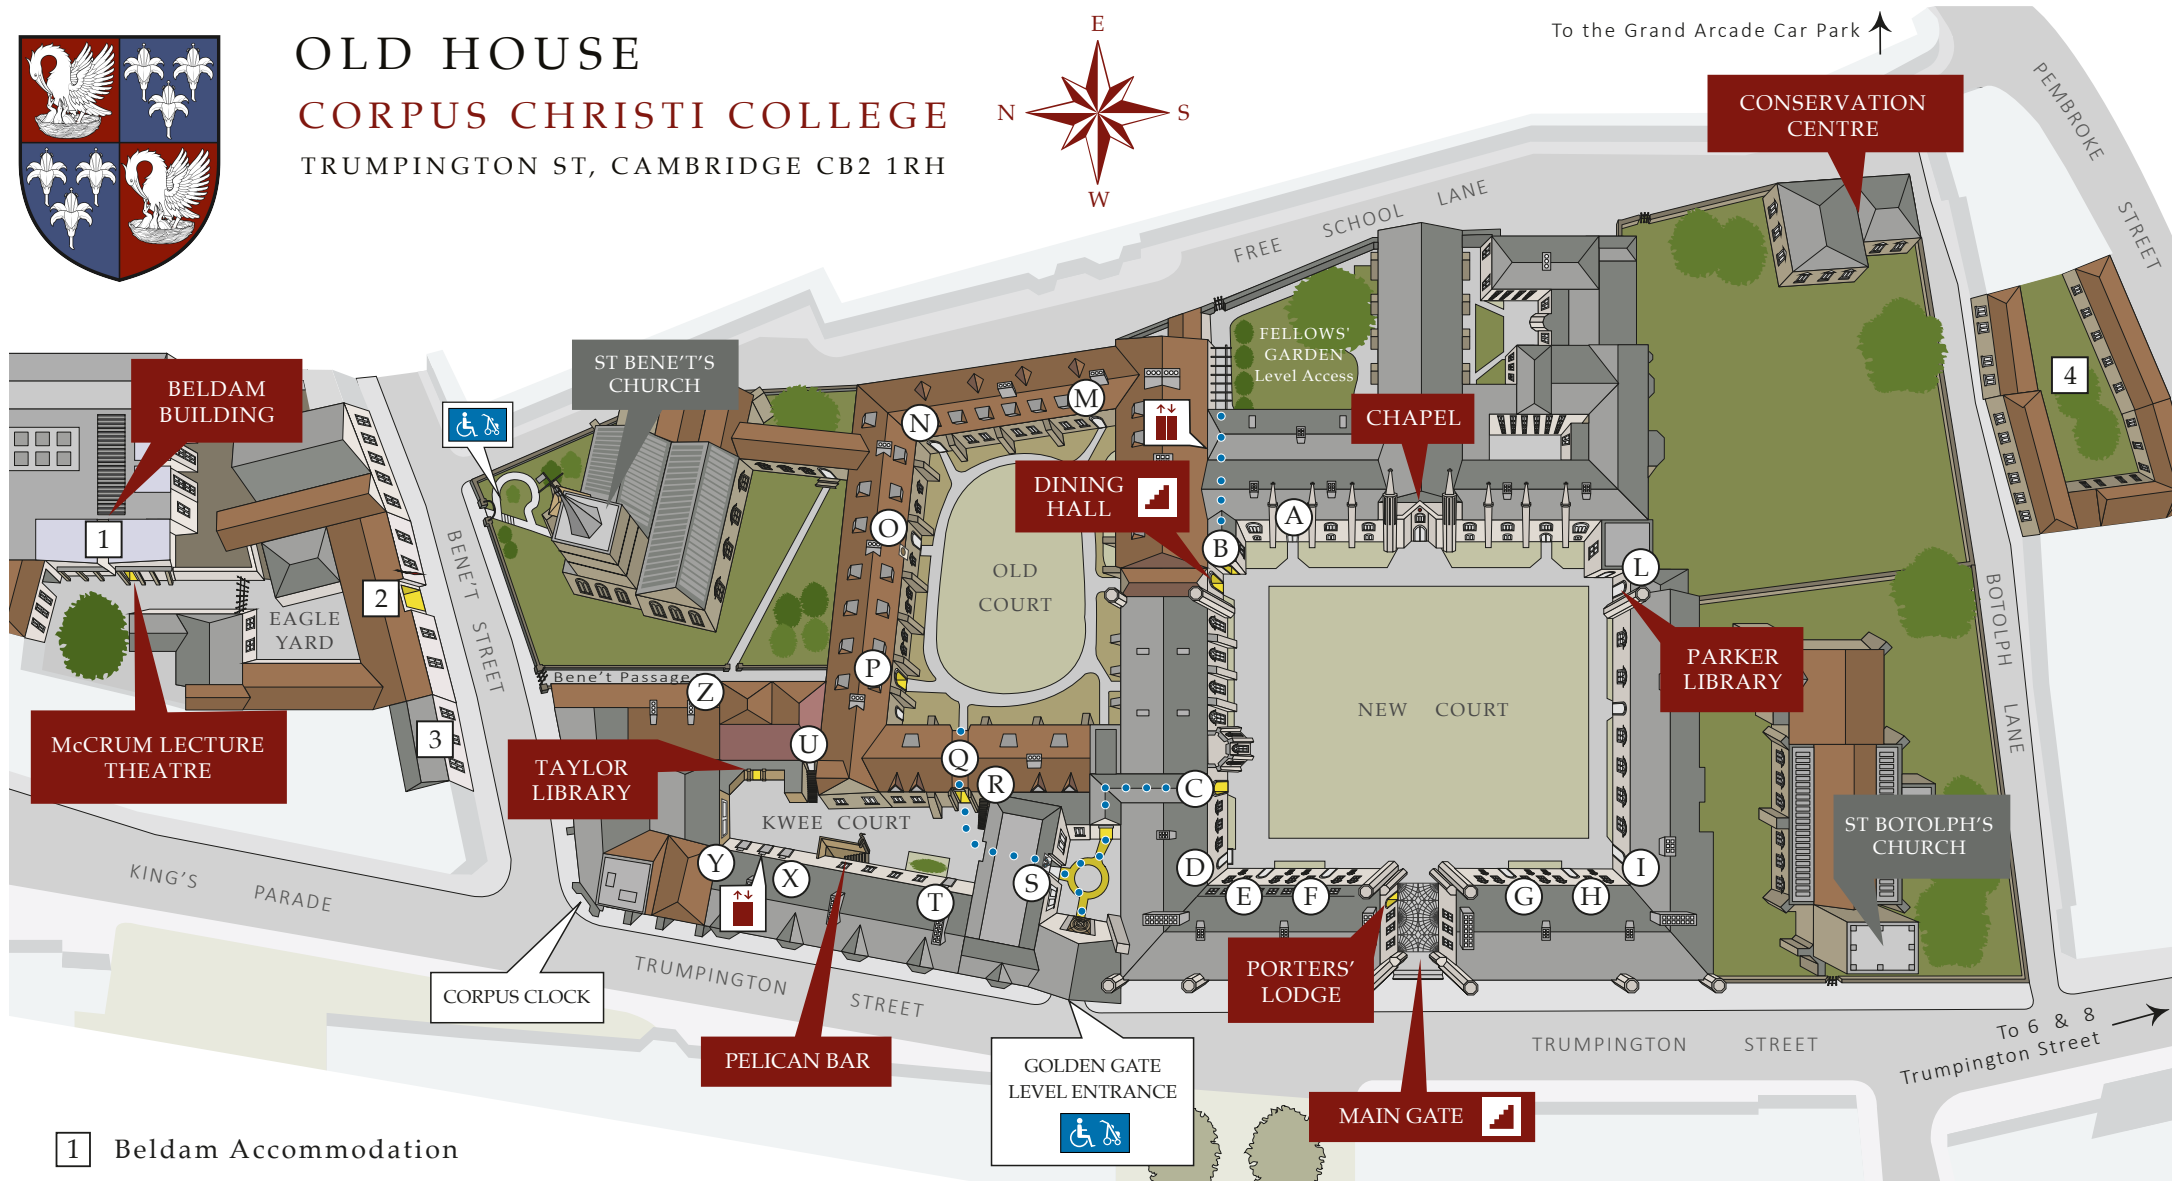 OLD HOUSE
CORPUS CHRISTI COLLEGE
TRUMPINGTON ST, CAMBRIDGE CB2 1RH
E
N
S
W
To the Grand Arcade Car Park
CONSERVATION
CENTRE
PEMBROKE
STREET
FREE SCHOOL LANE
FELLOWS'
GARDEN
Level Access
BELDAM
BUILDING
ST BENE'T'S
CHURCH
4
N
M
CHAPEL
DINING
HALL
A
B
O
1
2
BENE'T STREET
OLD
COURT
L
BOTOLPH LANE
EAGLE
YARD
PARKER
LIBRARY
P
Bene't Passage
Z
NEW COURT
McCRUM LECTURE
THEATRE
3
U
Q
TAYLOR
LIBRARY
R
C
KWEE COURT
ST BOTOLPH'S
CHURCH
KING'S PARADE
Y
X
T
S
D
E
F
G
H
I
CORPUS CLOCK
TRUMPINGTON STREET
PORTERS'
LODGE
PELICAN BAR
GOLDEN GATE
LEVEL ENTRANCE
TRUMPINGTON STREET
To 6 & 8
Trumpington Street
MAIN GATE
1 Beldam Accommodation